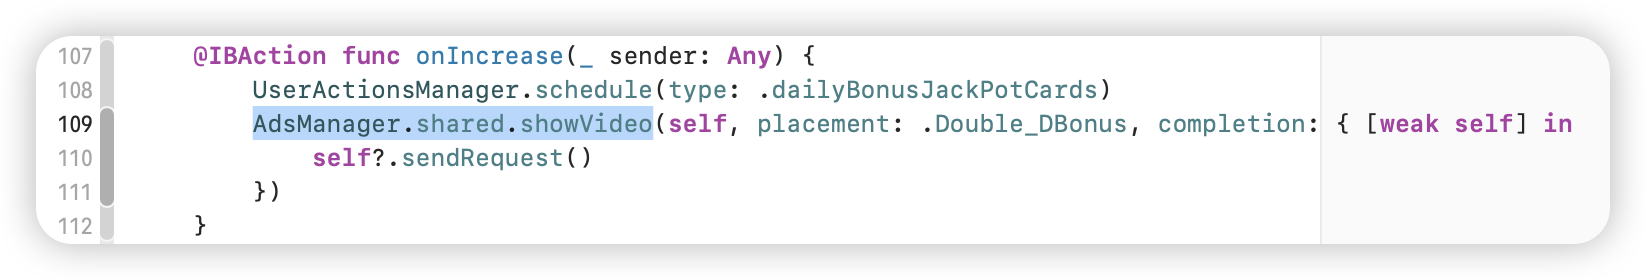 107 @IBAction func onIncrease(_ sender: Any) {
108 UserActionsManager.schedule(type: .dailyBonusJackPotCards)
109 AdsManager.shared.showVideo(self, placement: .Double_DBonus, completion: { [weak self] in
110 self?.sendRequest()
111 })
112 }